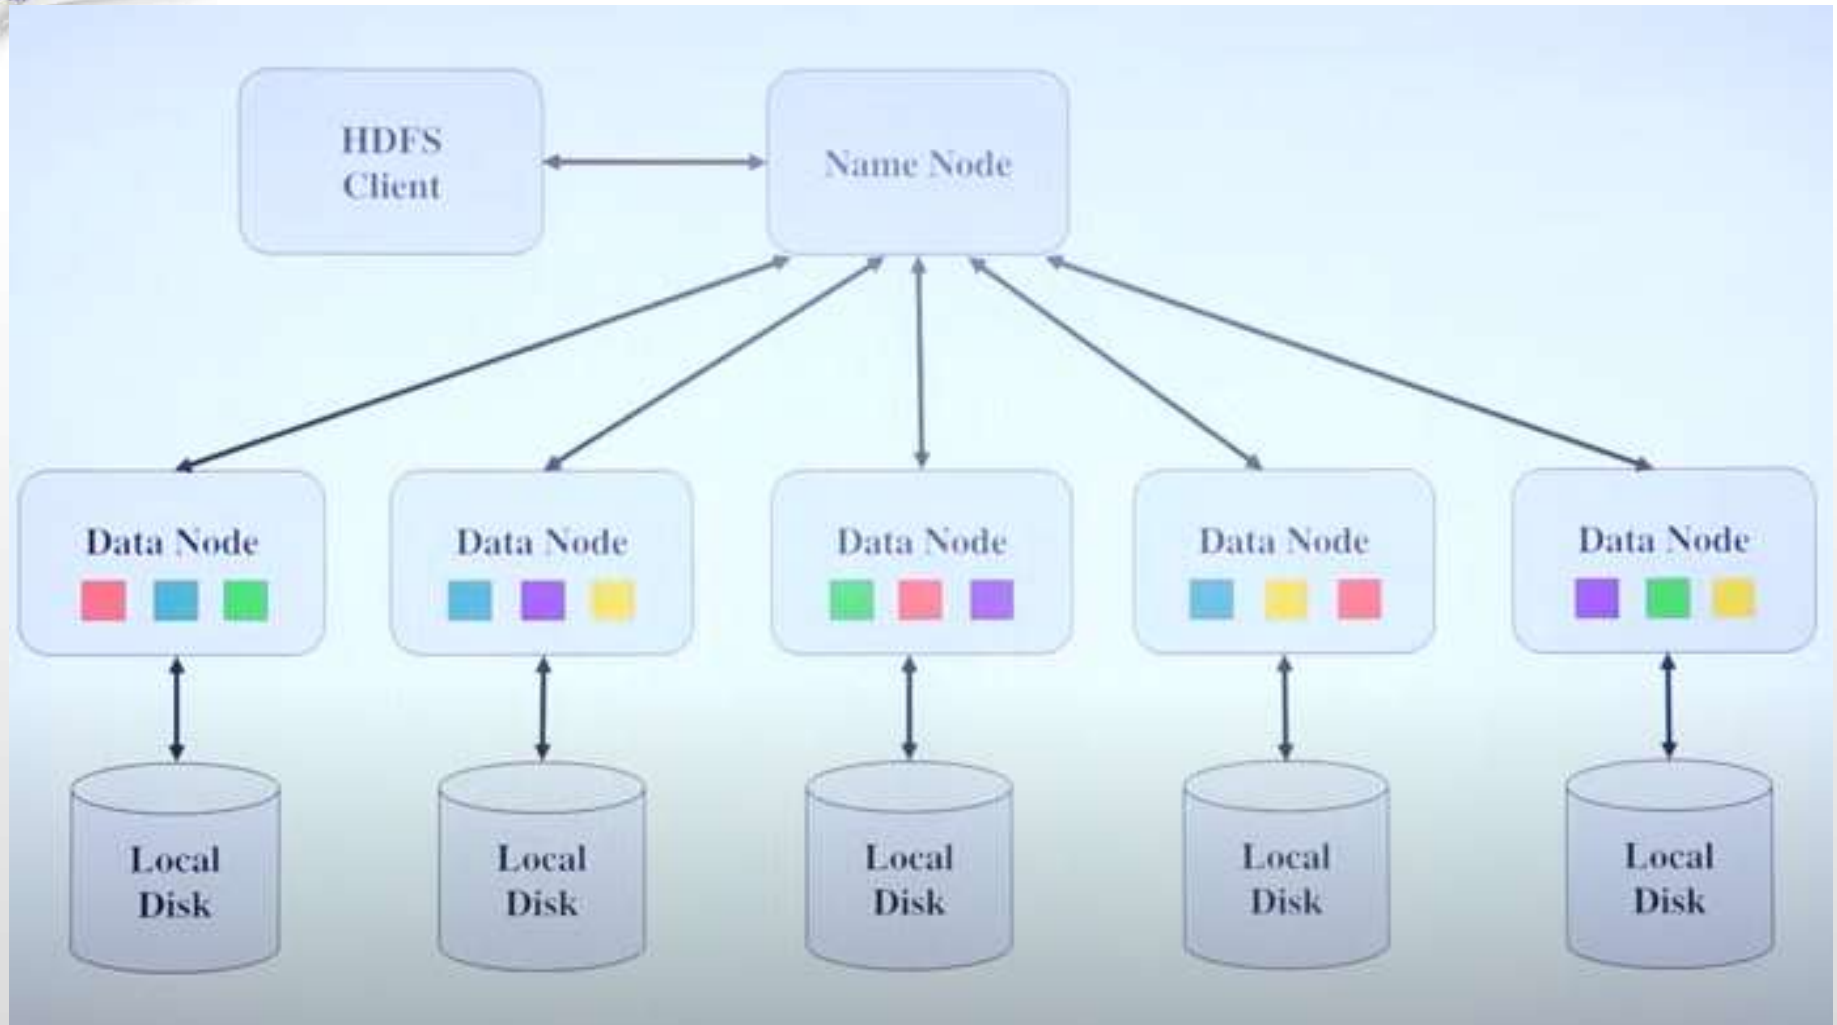 HDFS
Client
Name Node
Data Node
Data Node
Data Node
Data Node
Data Node
Local
Disk
Local
Disk
Local
Disk
Local
Disk
Local
Disk